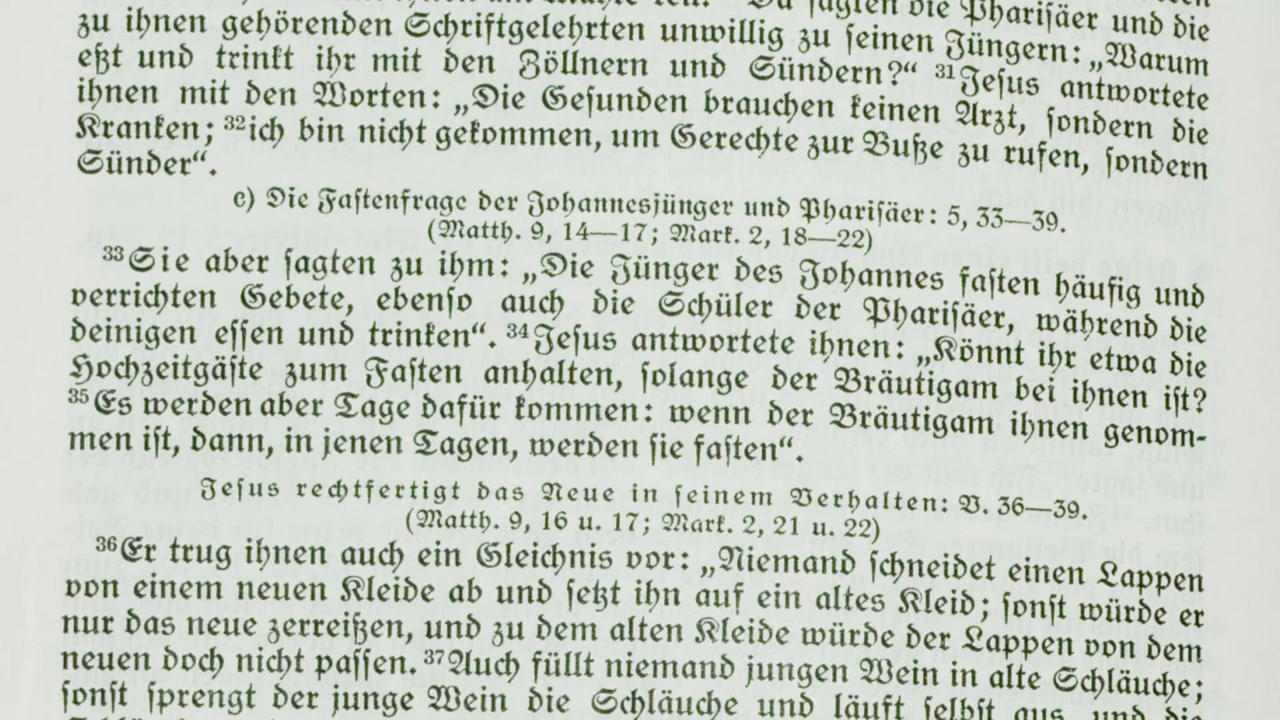 Da sagten die Pharisäer und die
zu ihnen gehörenden Schriftgelehrten unwillig zu seinen Jüngern: „Warum
eßt und trinkt ihr mit den Zöllnern und Sündern?“ ³¹Jesus antwortete
ihnen mit den Worten: „Die Gesunden brauchen keinen Arzt, sondern die
Kranken; ³²ich bin nicht gekommen, um Gerechte zur Buße zu rufen, sondern
Sünder“.
e) Die Fastenfrage der Johannesjünger und Pharisäer: 5, 33—39.
(Matth. 9, 14—17; Mark. 2, 18—22)
³³Sie aber sagten zu ihm: „Die Jünger des Johannes fasten häufig und
verrichten Gebete, ebenso auch die Schüler der Pharisäer, während die
deinigen essen und trinken“. ³⁴Jesus antwortete ihnen: „Könnt ihr etwa die
Hochzeitgäste zum Fasten anhalten, solange der Bräutigam bei ihnen ist?
³⁵Es werden aber Tage dafür kommen: wenn der Bräutigam ihnen genom-
men ist, dann, in jenen Tagen, werden sie fasten“.
Jesus rechtfertigt das Neue in seinem Verhalten: V. 36—39.
(Matth. 9, 16 u. 17; Mark. 2, 21 u. 22)
³⁶Er trug ihnen auch ein Gleichnis vor: „Niemand schneidet einen Lappen
von einem neuen Kleide ab und setzt ihn auf ein altes Kleid; sonst würde er
nur das neue zerreißen, und zu dem alten Kleide würde der Lappen von dem
neuen doch nicht passen. ³⁷Auch füllt niemand jungen Wein in alte Schläuche;
sonst sprengt der junge Wein die Schläuche und läuft selbst aus, und die